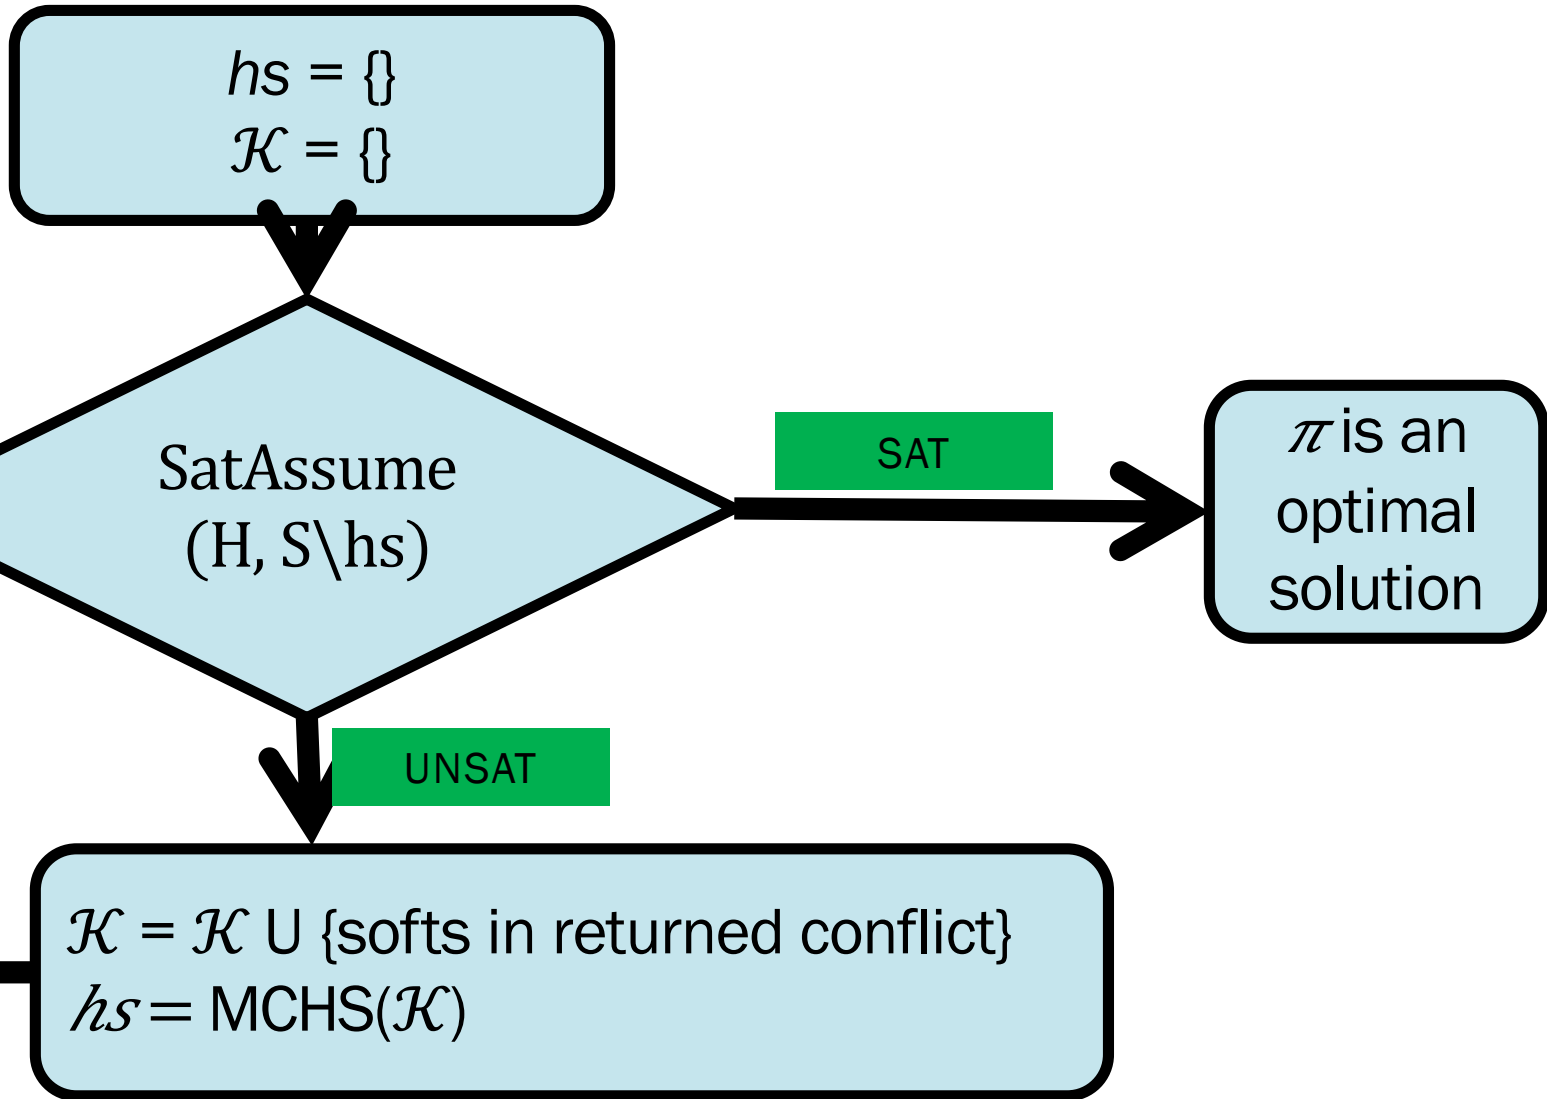 hs = {}
𝒦 = {}
SatAssume
(H, S\hs)
SAT
𝜋 is an
optimal
solution
UNSAT
𝒦 = 𝒦 U {softs in returned conflict}
ℎ𝑠 = MCHS(𝒦)